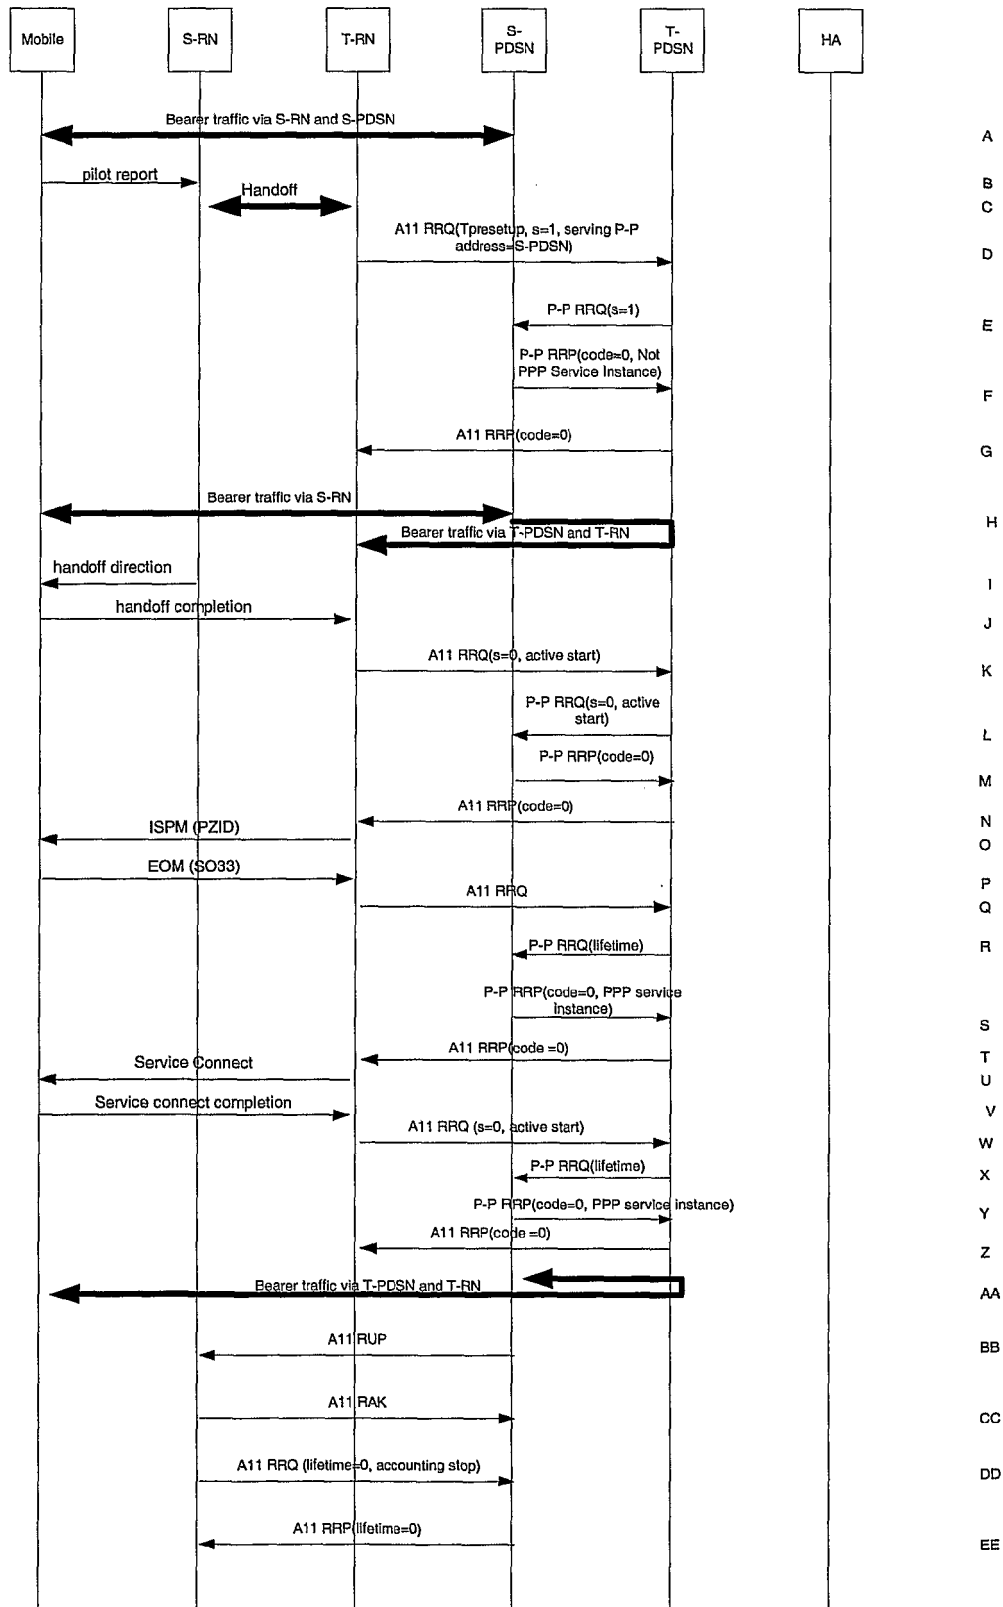 Mobile
S-RN
T-RN
S-
PDSN
T-
PDSN
HA
Bearer traffic via S-RN and S-PDSN
A
pilot report
B
Handoff
C
A11 RRQ(Tpresetup, s=1, serving P-P
address=S-PDSN)
D
P-P RRQ(s=1)
E
P-P RRP(code=0, Not
PPP Service Instance)
F
A11 RRP(code=0)
G
Bearer traffic via S-RN
H
Bearer traffic via T-PDSN and T-RN
handoff direction
I
handoff completion
J
A11 RRQ(s=0, active start)
K
P-P RRQ(s=0, active
start)
L
P-P RRP(code=0)
M
A11 RRP(code=0)
N
ISPM (PZID)
O
EOM (SO33)
P
A11 RRQ
Q
P-P RRQ(lifetime)
R
P-P RRP(code=0, PPP service
instance)
S
A11 RRP(code =0)
T
Service Connect
U
Service connect completion
V
A11 RRQ (s=0, active start)
W
P-P RRQ(lifetime)
X
P-P RRP(code=0, PPP service instance)
Y
A11 RRP(code =0)
Z
Bearer traffic via T-PDSN and T-RN
AA
A11 RUP
BB
A11 RAK
CC
A11 RRQ (lifetime=0, accounting stop)
DD
A11 RRP(lifetime=0)
EE